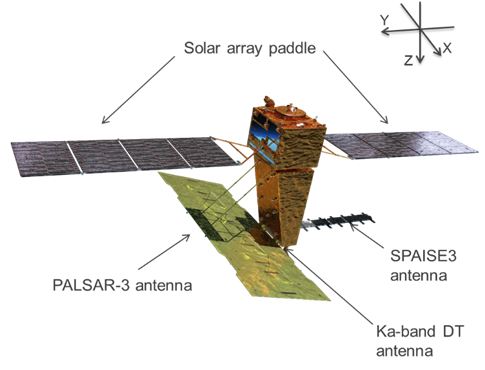 Y
X
Z
Solar array paddle
SPAISE3
antenna
PALSAR-3 antenna
Ka-band DT
antenna